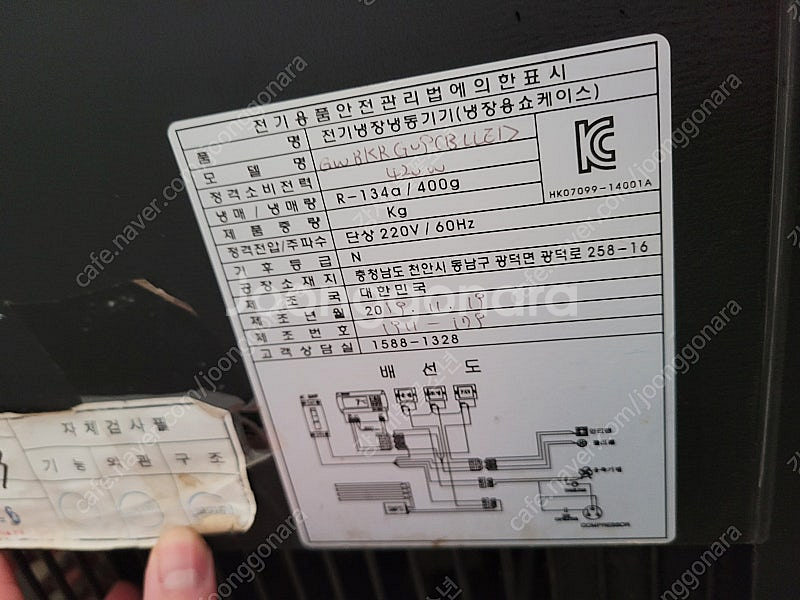 전기용품안전관리법에의한표시
품 명 전기냉장냉동기기(냉장용쇼케이스)
모 델 명
정격소비전력 420W
냉매 / 냉매량 R-134a / 400g
제 품 중 량 Kg
정격전압/주파수 단상 220V / 60Hz
기 후 등 급 N
공 장 소 재 지 충청남도 천안시 동남구 광덕면 광덕로 258-16
제 조 국 대한민국
제 조 년 월 2019.11.19
제 조 번 호
고객상담실 1588-1328
HK07099-14001A
배 선 도
COMPRESSOR
자체검사필
기능 외관 구조
joonggonara
cafe.naver.com/joonggonara